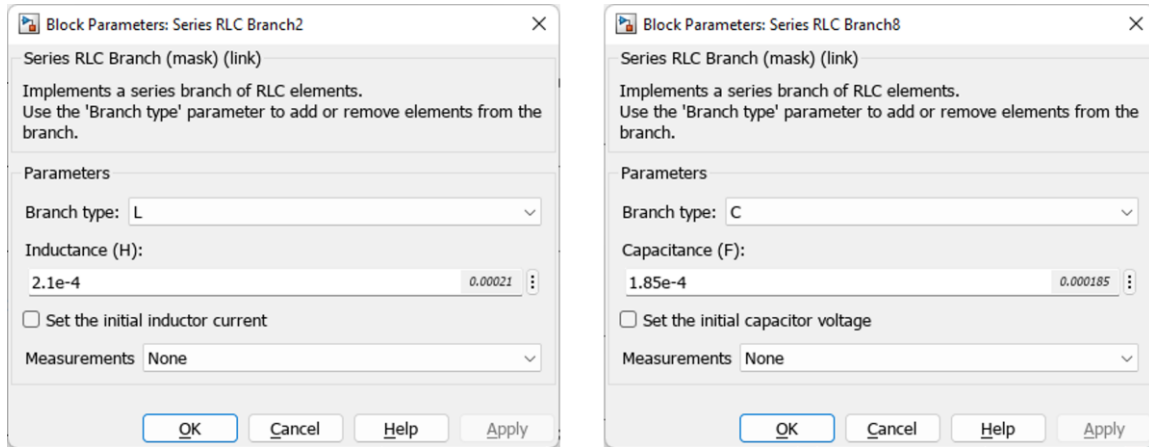 Block Parameters: Series RLC Branch2
Series RLC Branch (mask) (link)
Implements a series branch of RLC elements.
Use the 'Branch type' parameter to add or remove elements from the
branch.
Parameters
Branch type: L
Inductance (H):
2.1e-4 0.00021
Set the initial inductor current
Measurements None
OK Cancel Help Apply
Block Parameters: Series RLC Branch8
Series RLC Branch (mask) (link)
Implements a series branch of RLC elements.
Use the 'Branch type' parameter to add or remove elements from the
branch.
Parameters
Branch type: C
Capacitance (F):
1.85e-4 0.000185
Set the initial capacitor voltage
Measurements None
OK Cancel Help Apply